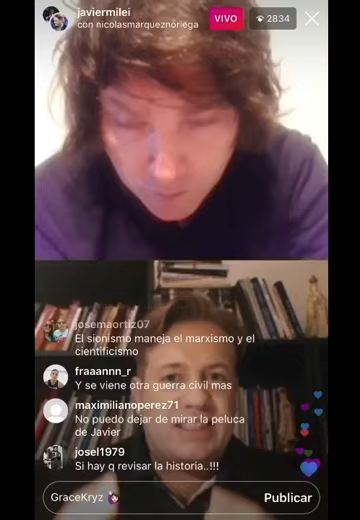 javiermilei
con nicolasmarqueznoriega
VIVO
2834
josemaortiz07
El sionismo maneja el marxismo y el
cientificismo
fraaannn_r
Y se viene otra guerra civil mas
maximilianoperez71
No puedo dejar de mirar la peluca
de Javier
josel1979
Si hay q revisar la historia..!!!
GraceKryz 🙋🏻‍♀️
Publicar